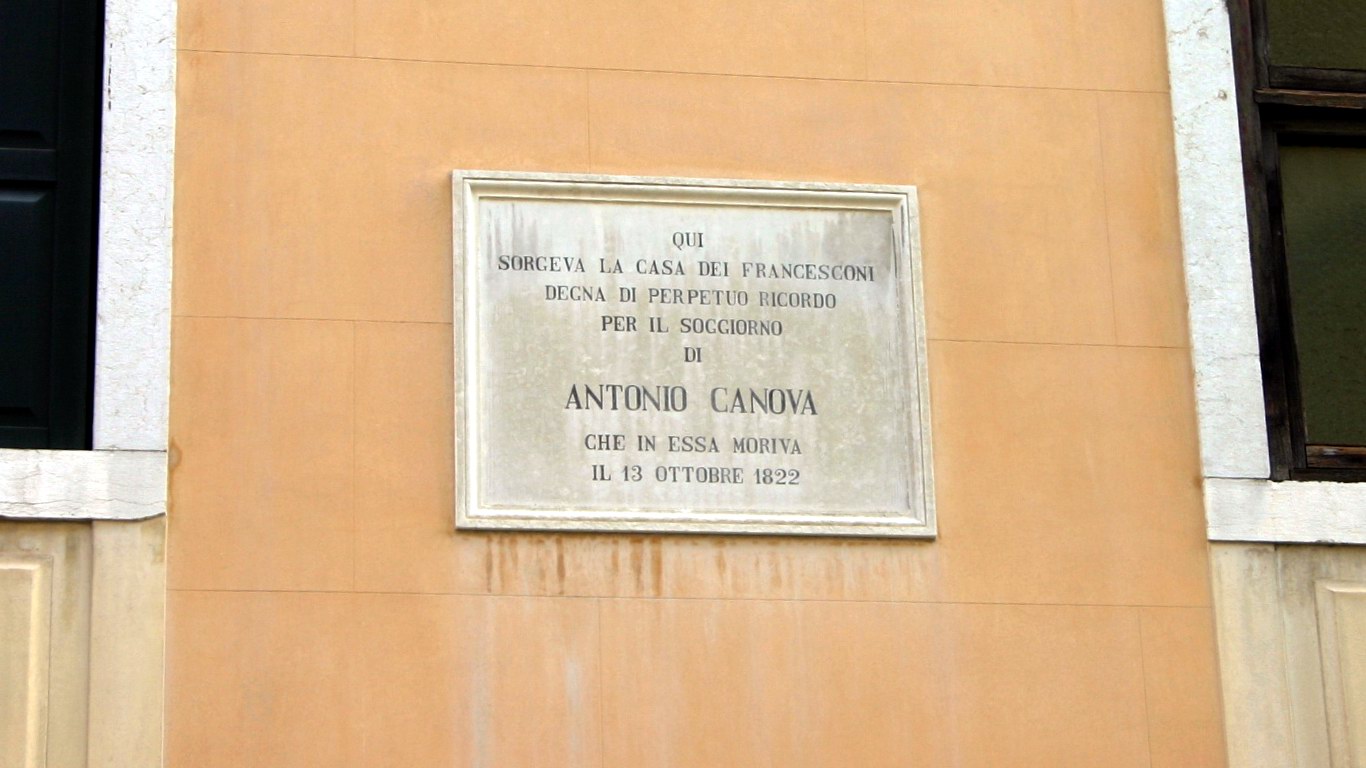 QUI
SORGEVA LA CASA DEI FRANCESCONI
DEGNA DI PERPETUO RICORDO
PER IL SOGGIORNO
DI
ANTONIO CANOVA
CHE IN ESSA MORIVA
IL 13 OTTOBRE 1822